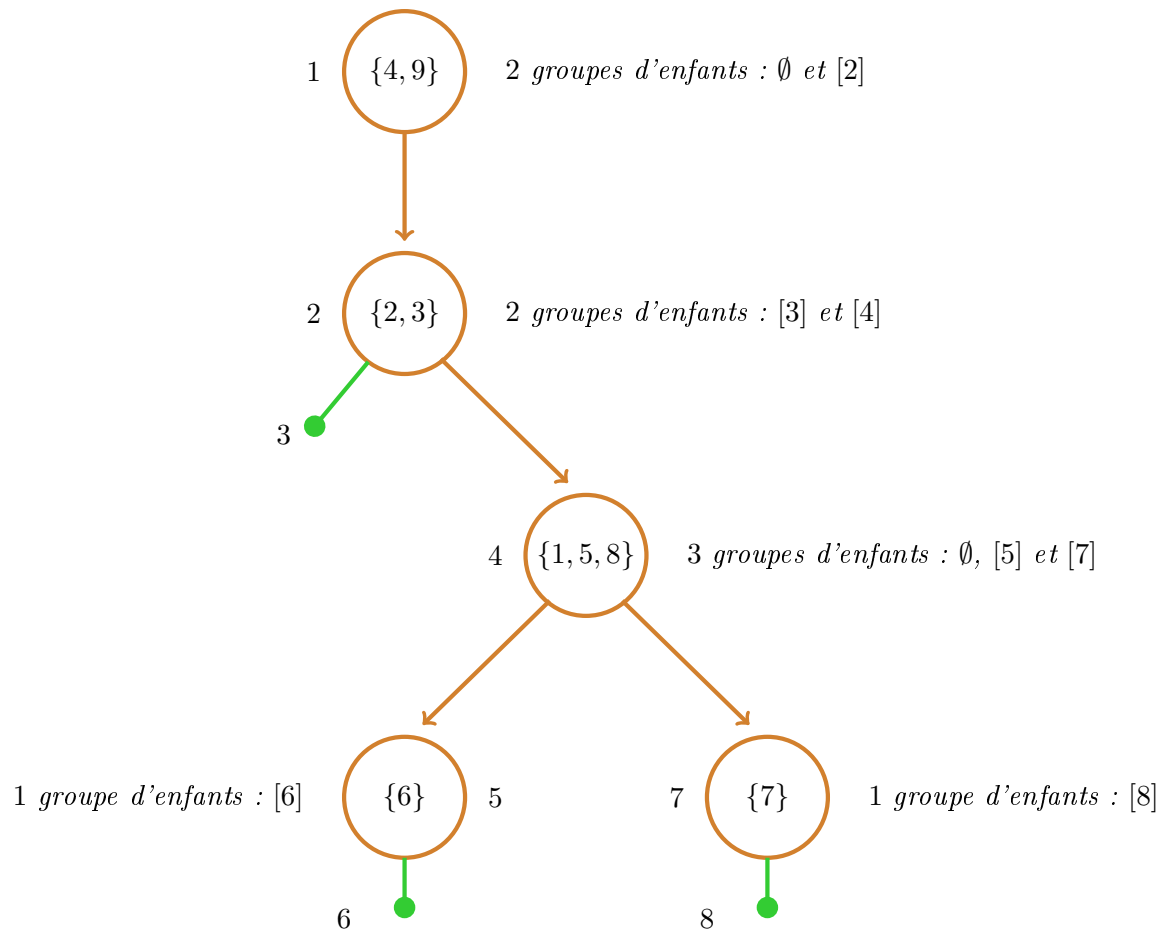 1 {4, 9} 2 groupes d'enfants : ∅ et [2]
2 {2, 3} 2 groupes d'enfants : [3] et [4]
3
4 {1, 5, 8} 3 groupes d'enfants : ∅, [5] et [7]
1 groupe d'enfants : [6] {6} 5 7 {7} 1 groupe d'enfants : [8]
6 8